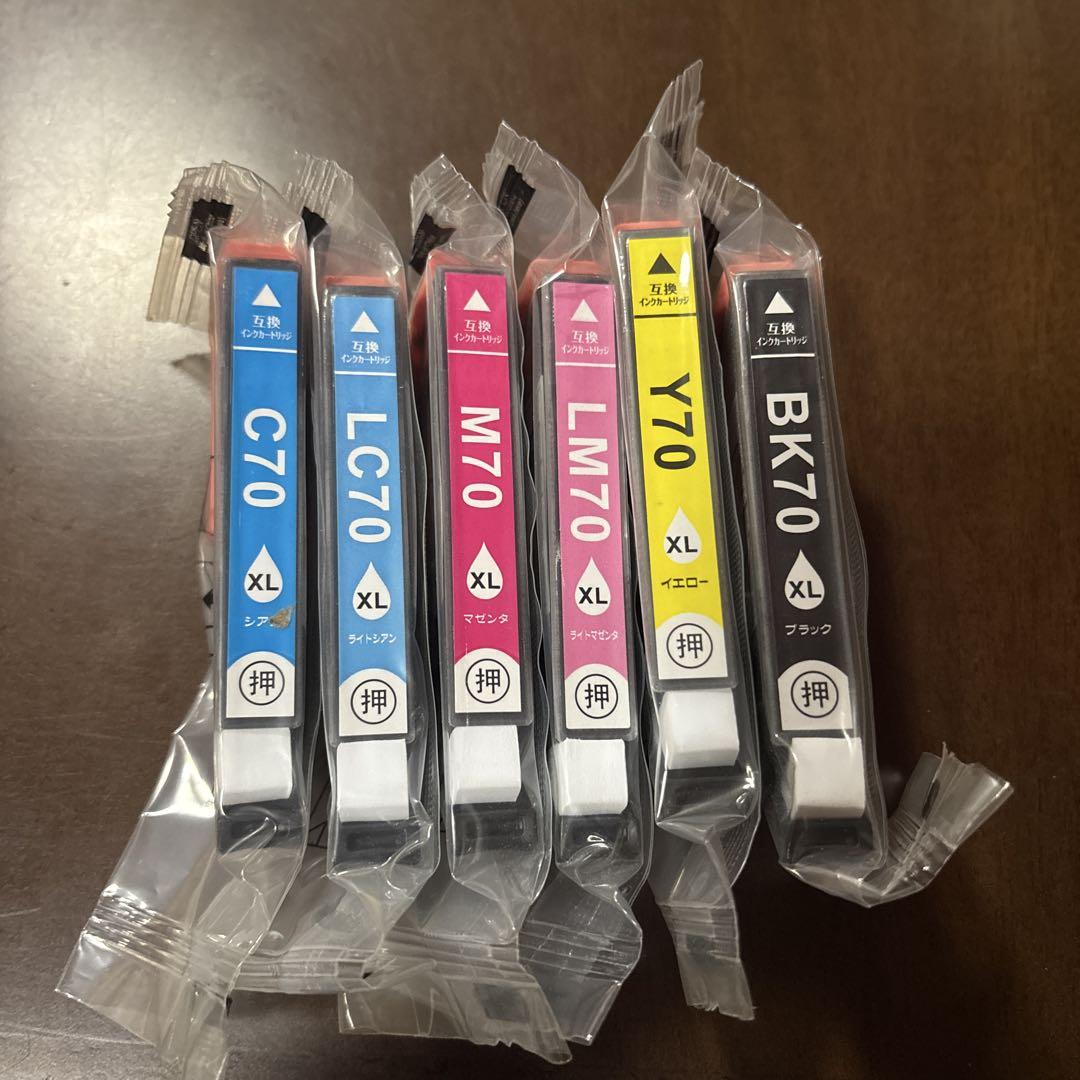 互換
インクカートリッジ
C70
XL
シアン
押
互換
インクカートリッジ
LC70
XL
ライトシアン
押
互換
インクカートリッジ
M70
XL
マゼンタ
押
互換
インクカートリッジ
LM70
XL
ライトマゼンタ
押
互換
インクカートリッジ
Y70
XL
イエロー
押
互換
インクカートリッジ
BK70
XL
ブラック
押